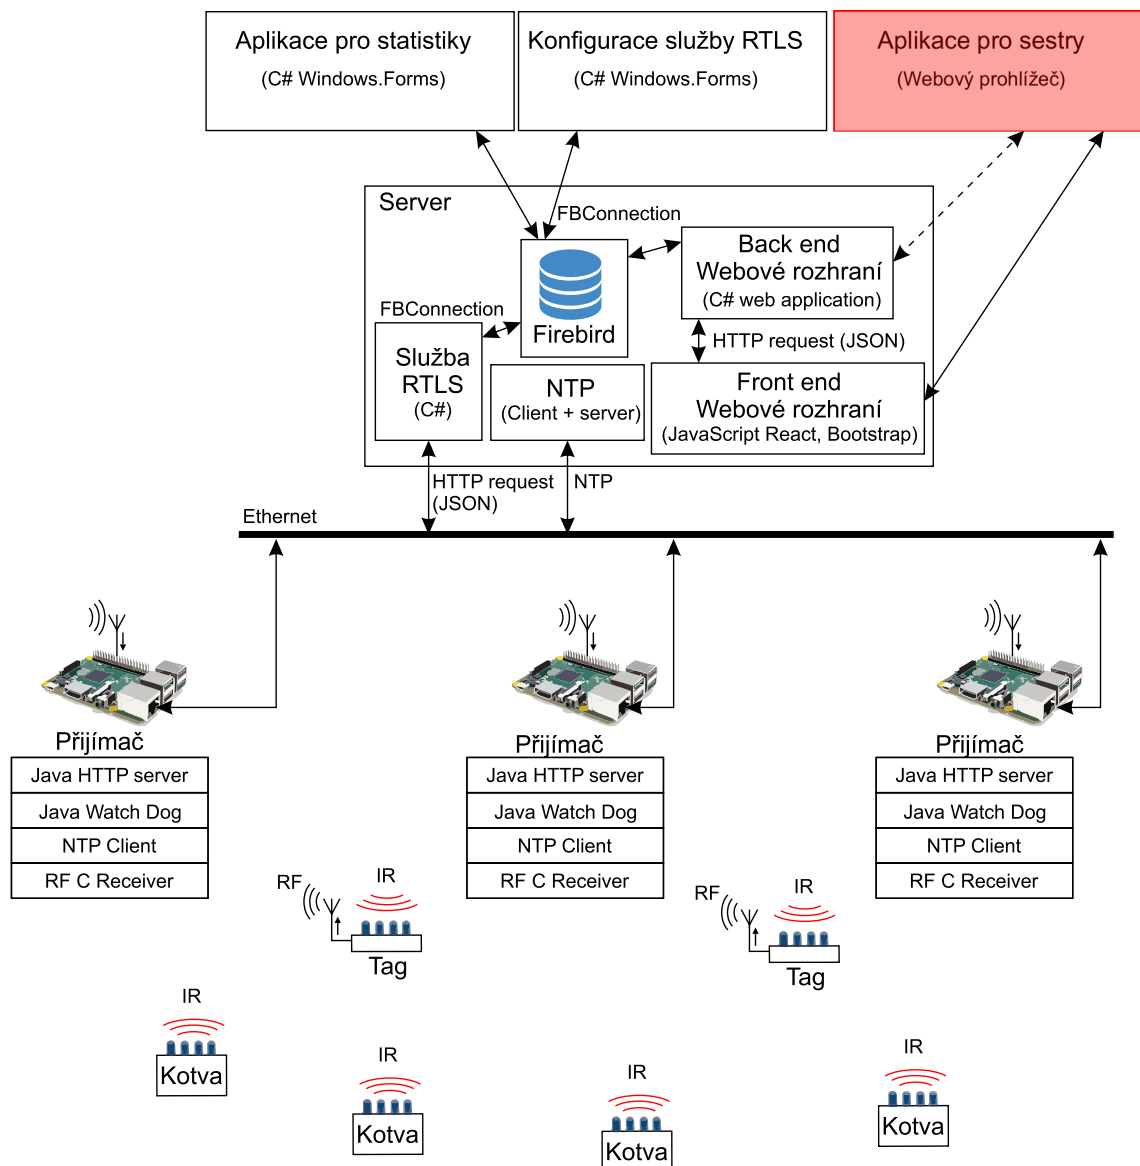 Aplikace pro statistiky
(C# Windows.Forms)
Konfigurace služby RTLS
(C# Windows.Forms)
Aplikace pro sestry
(Webový prohlížeč)
Server
FBConnection
Back end
Webové rozhraní
(C# web application)
Firebird
FBConnection
HTTP request (JSON)
Služba
RTLS
(C#)
NTP
(Client + server)
Front end
Webové rozhraní
(JavaScript React, Bootstrap)
HTTP request
(JSON)
NTP
Ethernet
Přijímač
Java HTTP server
Java Watch Dog
NTP Client
RF C Receiver
Přijímač
Java HTTP server
Java Watch Dog
NTP Client
RF C Receiver
Přijímač
Java HTTP server
Java Watch Dog
NTP Client
RF C Receiver
RF
IR
Tag
RF
IR
Tag
IR
Kotva
IR
Kotva
IR
Kotva
IR
Kotva